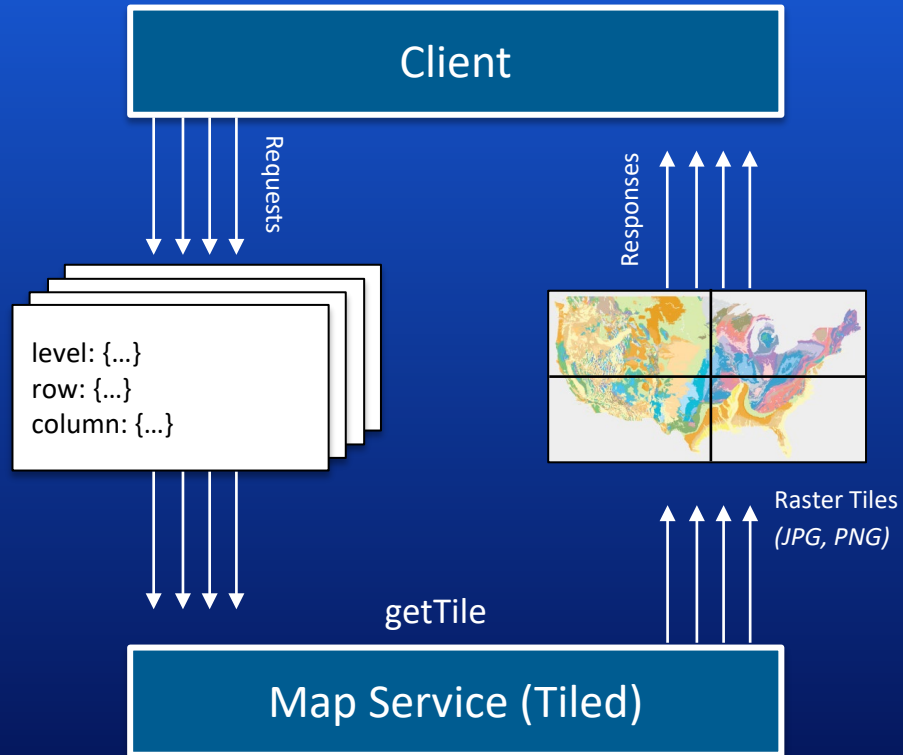 Client
Requests
Responses
level: {...}
row: {...}
column: {...}
Raster Tiles
(JPG, PNG)
getTile
Map Service (Tiled)